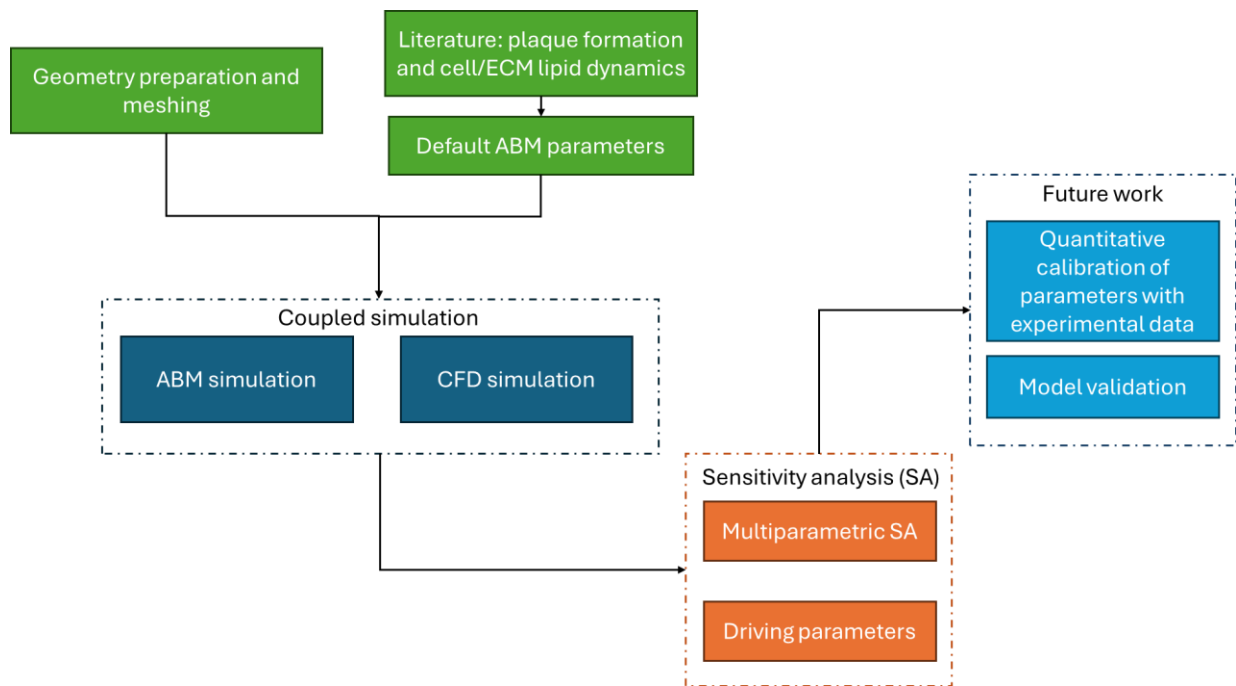 Geometry preparation and
meshing
Literature: plaque formation
and cell/ECM lipid dynamics
Default ABM parameters
Coupled simulation
ABM simulation
CFD simulation
Sensitivity analysis (SA)
Multiparametric SA
Driving parameters
Future work
Quantitative
calibration of
parameters with
experimental data
Model validation